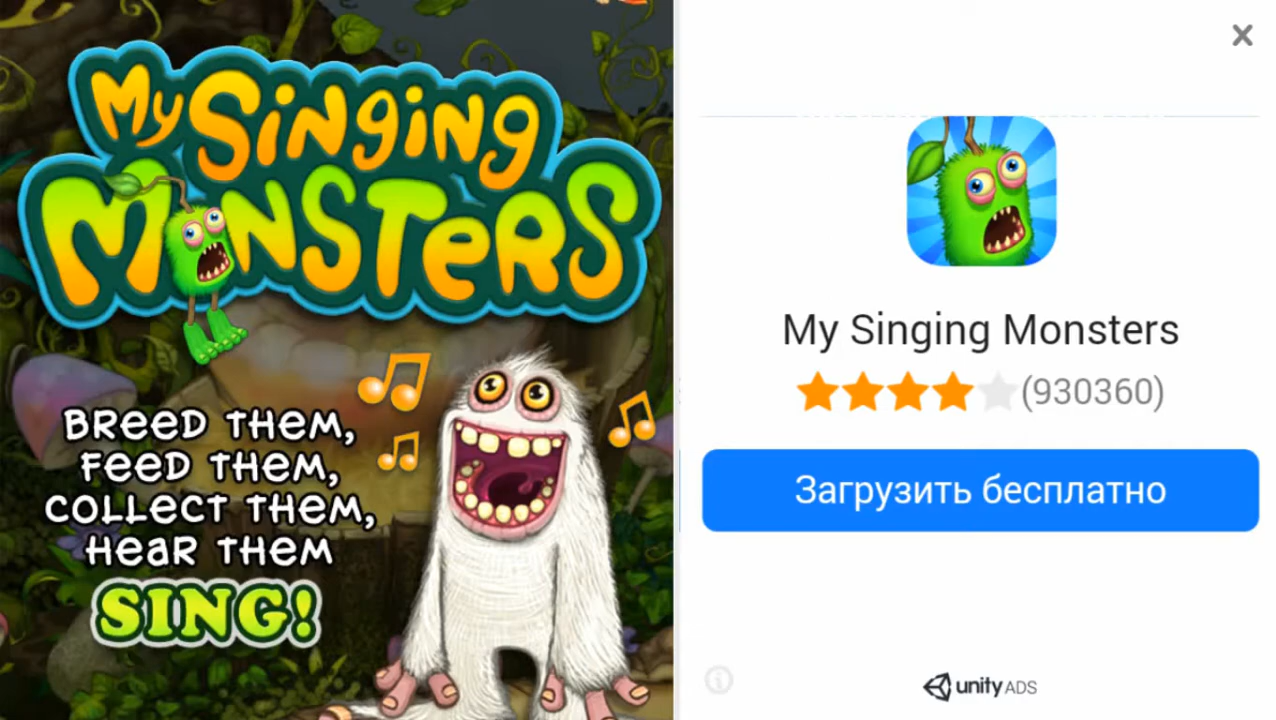 My Singing
Monsters
BREED THEM,
FEED THEM,
COLLECT THEM,
HEAR THEM
SING!
My Singing Monsters
(930360)
Загрузить бесплатно
unity ADS